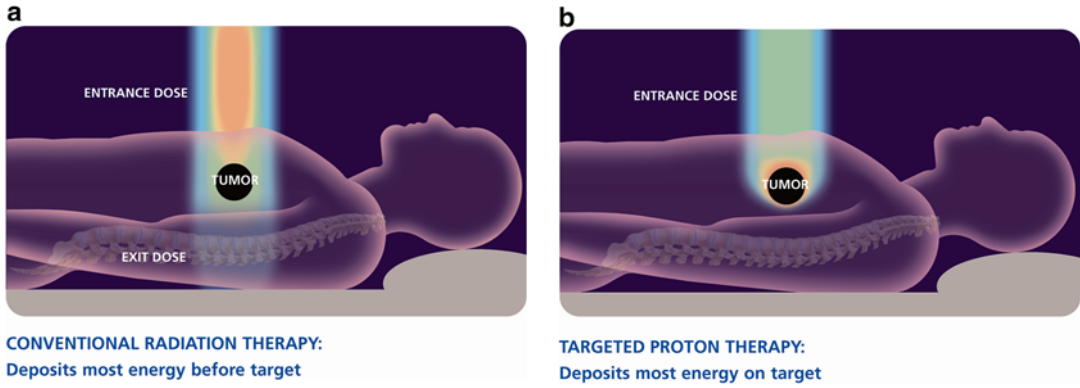 a
ENTRANCE DOSE
TUMOR
EXIT DOSE
CONVENTIONAL RADIATION THERAPY:
Deposits most energy before target
b
ENTRANCE DOSE
TUMOR
TARGETED PROTON THERAPY:
Deposits most energy on target